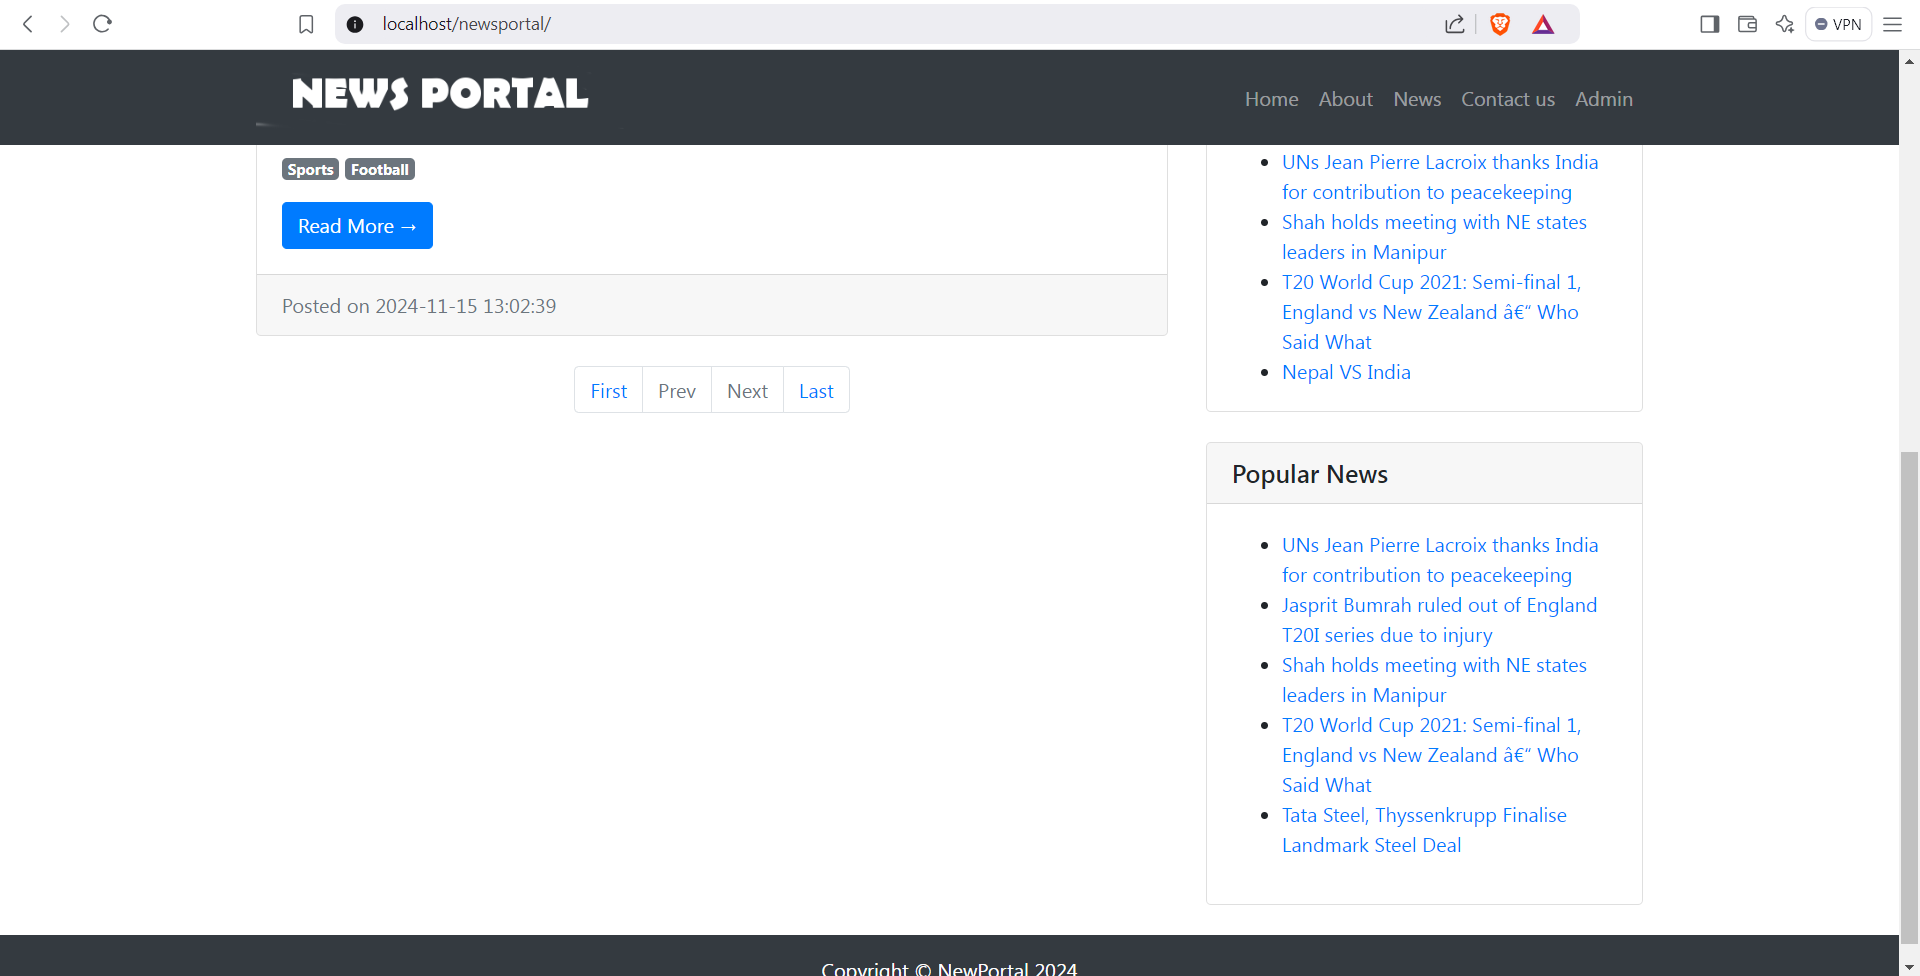 localhost/newsportal/
VPN
NEWS PORTAL
Home About News Contact us Admin
Sports Football
Read More →
Posted on 2024-11-15 13:02:39
First Prev Next Last
UNs Jean Pierre Lacroix thanks India
for contribution to peacekeeping
Shah holds meeting with NE states
leaders in Manipur
T20 World Cup 2021: Semi-final 1,
England vs New Zealand â€“ Who
Said What
Nepal VS India
Popular News
UNs Jean Pierre Lacroix thanks India
for contribution to peacekeeping
Jasprit Bumrah ruled out of England
T20I series due to injury
Shah holds meeting with NE states
leaders in Manipur
T20 World Cup 2021: Semi-final 1,
England vs New Zealand â€“ Who
Said What
Tata Steel, Thyssenkrupp Finalise
Landmark Steel Deal
Copyright © NewPortal 2024